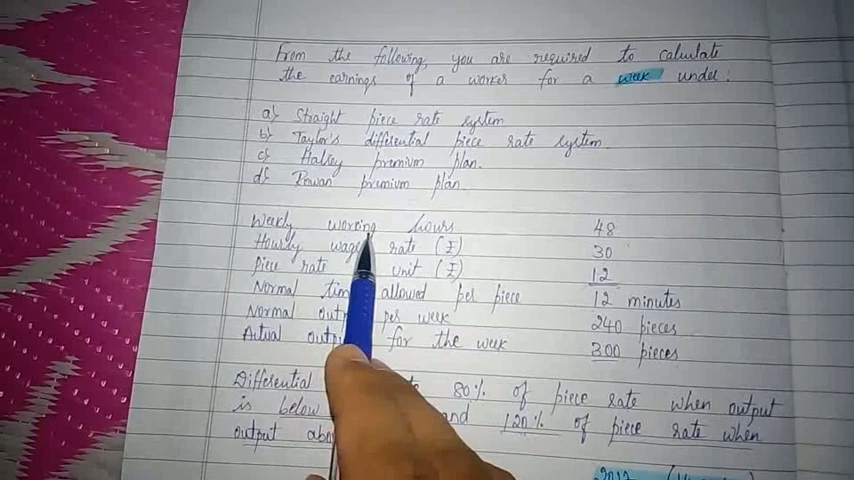 From the following, you are required to calculate
the earnings of a worker for a week under:
a) Straight piece rate system
b) Taylor's differential piece rate system.
c) Halsey premium plan.
d) Rowan premium plan.
Weekly working hours 48
Hourly wage rate (₹) 30
Piece rate unit (₹) 12
Normal allowed per piece 12 minutes
Normal per week 240 pieces
Actual for the week 300 pieces
Differential 80% of piece rate when output
is below and 120% of piece rate when
output